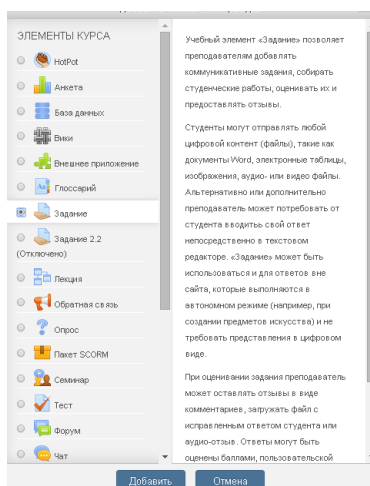 ЭЛЕМЕНТЫ КУРСА
HotPot
Анкета
База данных
Вики
Внешнее приложение
Глоссарий
Задание
Задание 2.2
(Отключено)
Лекция
Обратная связь
Опрос
Пакет SCORM
Семинар
Тест
Форум
Чат
Учебный элемент «Задание» позволяет
преподавателям добавлять
коммуникативные задания, собирать
студенческие работы, оценивать их и
предоставлять отзывы.
Студенты могут отправлять любой
цифровой контент (файлы), такие как
документы Word, электронные таблицы,
изображения, аудио- или видео файлы.
Альтернативно или дополнительно
преподаватель может потребовать от
студента вводитьь свой ответ
непосредственно в текстовом
редакторе. «Задание» может быть
использоваться и для ответов вне
сайта, которые выполняются в
автономном режиме (например, при
создании предметов искусства) и не
требовать представления в цифровом
виде.
При оценивании задания преподаватель
может оставлять отзывы в виде
комментариев, загружать файл с
исправленным ответом студента или
аудио-отзыв. Ответы могут быть
оценены баллами, пользовательской
Добавить
Отмена